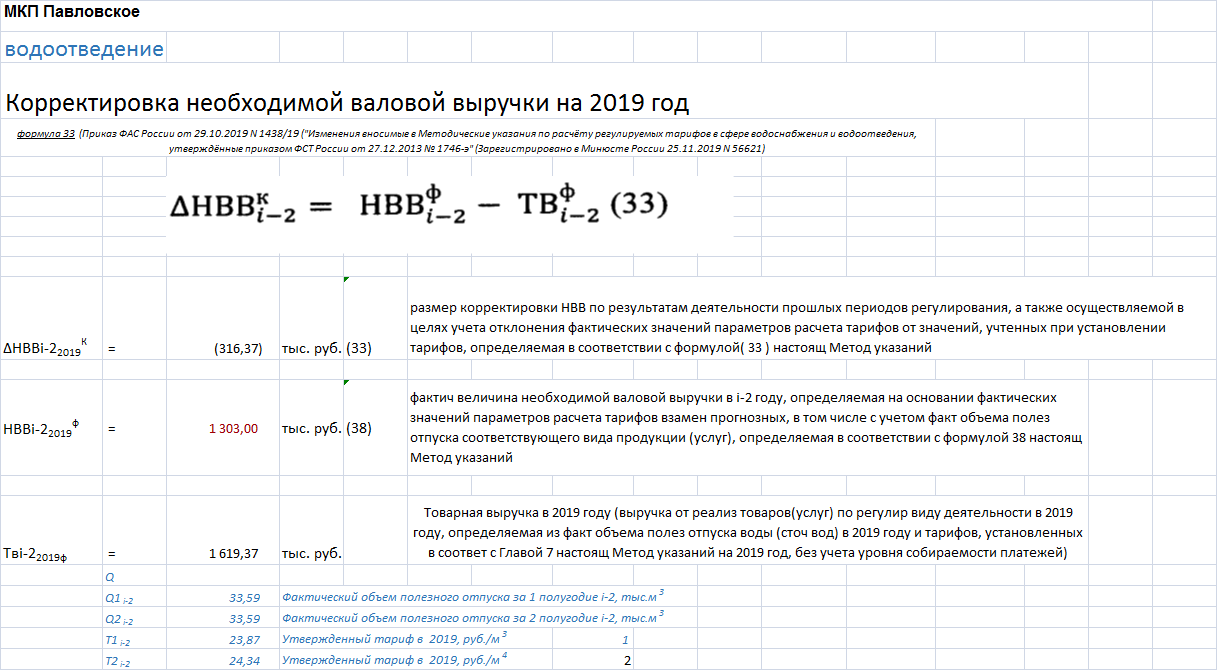 МКП Павловское
водоотведение
Корректировка необходимой валовой выручки на 2019 год
формула 33 (Приказ ФАС России от 29.10.2019 N 1438/19 ("Изменения вносимые в Методические указания по расчёту регулируемых тарифов в сфере водоснабжения и водоотведения,
утверждённые приказом ФСТ России от 27.12.2013 № 1746-э" (Зарегистрировано в Минюсте России 25.11.2019 N 56621)
ΔНВВ^к_{i−2} = НВВ^ф_{i−2} − ТВ^ф_{i−2} (33)
размер корректировки НВВ по результатам деятельности прошлых периодов регулирования, а также осуществляемой в
целях учета отклонения фактических значений параметров расчета тарифов от значений, учтенных при установлении
ΔНВВi-2₂₀₁₉ᴷ = (316,37) тыс. руб. (33) тарифов, определяемая в соответствии с формулой( 33 ) настоящ Метод указаний
фактич величина необходимой валовой выручки в i-2 году, определяемая на основании фактических
значений параметров расчета тарифов взамен прогнозных, в том числе с учетом факт объема полез
НВВi-2₂₀₁₉ᶲ = 1 303,00 тыс. руб. (38) отпуска соответствующего вида продукции (услуг), определяемая в соответствии с формулой 38 настоящ
Метод указаний
Товарная выручка в 2019 году (выручка от реализ товаров(услуг) по регулир виду деятельности в 2019
году, определяемая из факт объема полез отпуска воды (сточ вод) в 2019 году и тарифов, установленных
Твi-2₂₀₁₉ф = 1 619,37 тыс. руб. в соответ с Главой 7 настоящ Метод указаний на 2019 год, без учета уровня собираемости платежей)
Q
Q1 i-2 33,59 Фактический объем полезного отпуска за 1 полугодие i-2, тыс.м³
Q2 i-2 33,59 Фактический объем полезного отпуска за 2 полугодие i-2, тыс.м³
Т1 i-2 23,87 Утвержденный тариф в 2019, руб./м³ 1
Т2 i-2 24,34 Утвержденный тариф в 2019, руб./м⁴ 2